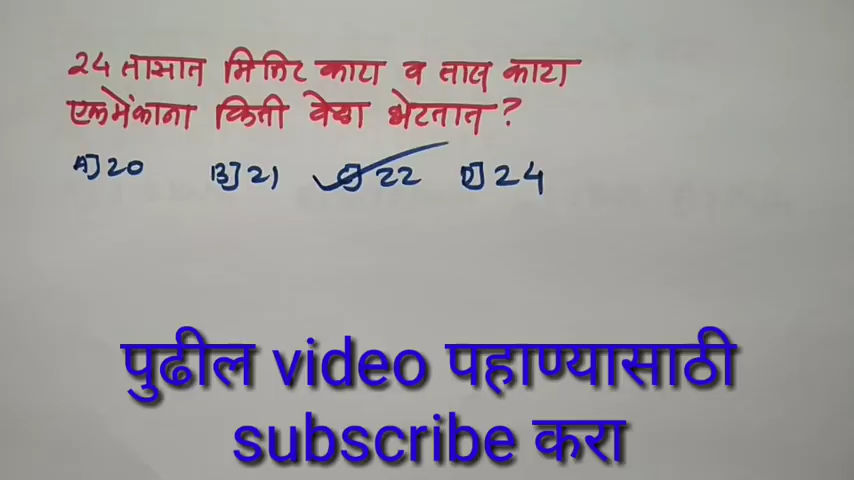 24 तासात मिनिट काटा व तास काटा
एकमेंकाना किती वेळा भेटतात ?
A] 20 B] 21 C] 22 D] 24
पुढील video पहाण्यासाठी
subscribe करा